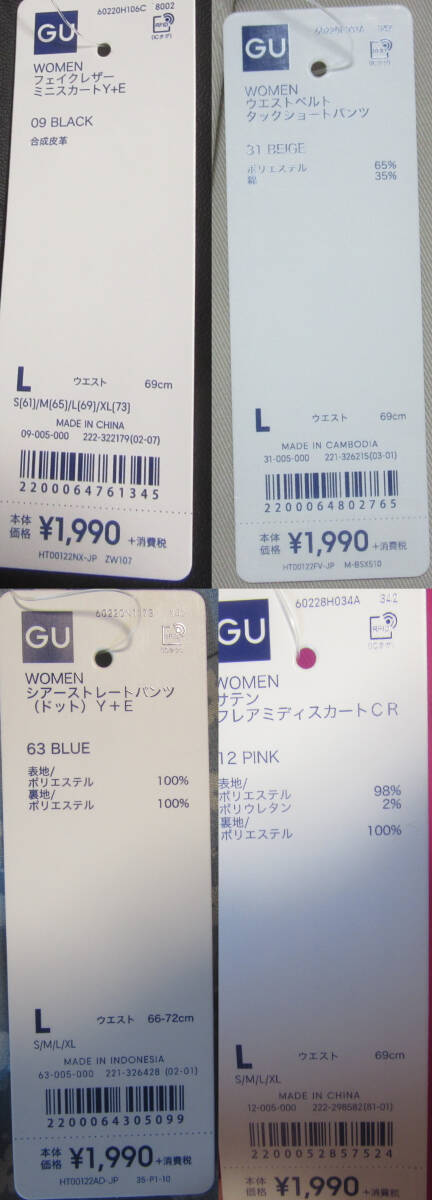 60220H106C 8002
GU
RFID
WOMEN
フェイクレザー
ミニスカートY+E
09 BLACK
合成皮革
L ウエスト 69cm
S(61)/M(65)/L(69)/XL(73)
MADE IN CHINA
09-005-000 222-322179(02-07)
2200064761345
本体価格 ¥1,990 +消費税
HT00122NX-JP ZW107
GU
WOMEN
ウエストベルト
タックショートパンツ
31 BEIGE
ポリエステル 65%
綿 35%
L ウエスト 69cm
MADE IN CAMBODIA
31-005-000 221-326215(03-01)
2200064802765
本体価格 ¥1,990 +消費税
HT00122FV-JP M-BSX510
GU
WOMEN
シアーストレートパンツ
（ドット）Y+E
63 BLUE
表地/
ポリエステル 100%
裏地/
ポリエステル 100%
L ウエスト 66-72cm
S/M/L/XL
MADE IN INDONESIA
63-005-000 221-326428 (02-01)
2200064305099
本体価格 ¥1,990 +消費税
HT00122AD-JP 35-P1-10
60228H034A 342
GU
RFID
WOMEN
サテン
フレアミディスカートCR
12 PINK
表地/
ポリエステル 98%
ポリウレタン 2%
裏地/
ポリエステル 100%
L ウエスト 69cm
S/M/L/XL
MADE IN CHINA
12-005-000 222-298582(81-01)
2200052857524
本体価格 ¥1,990 +消費税